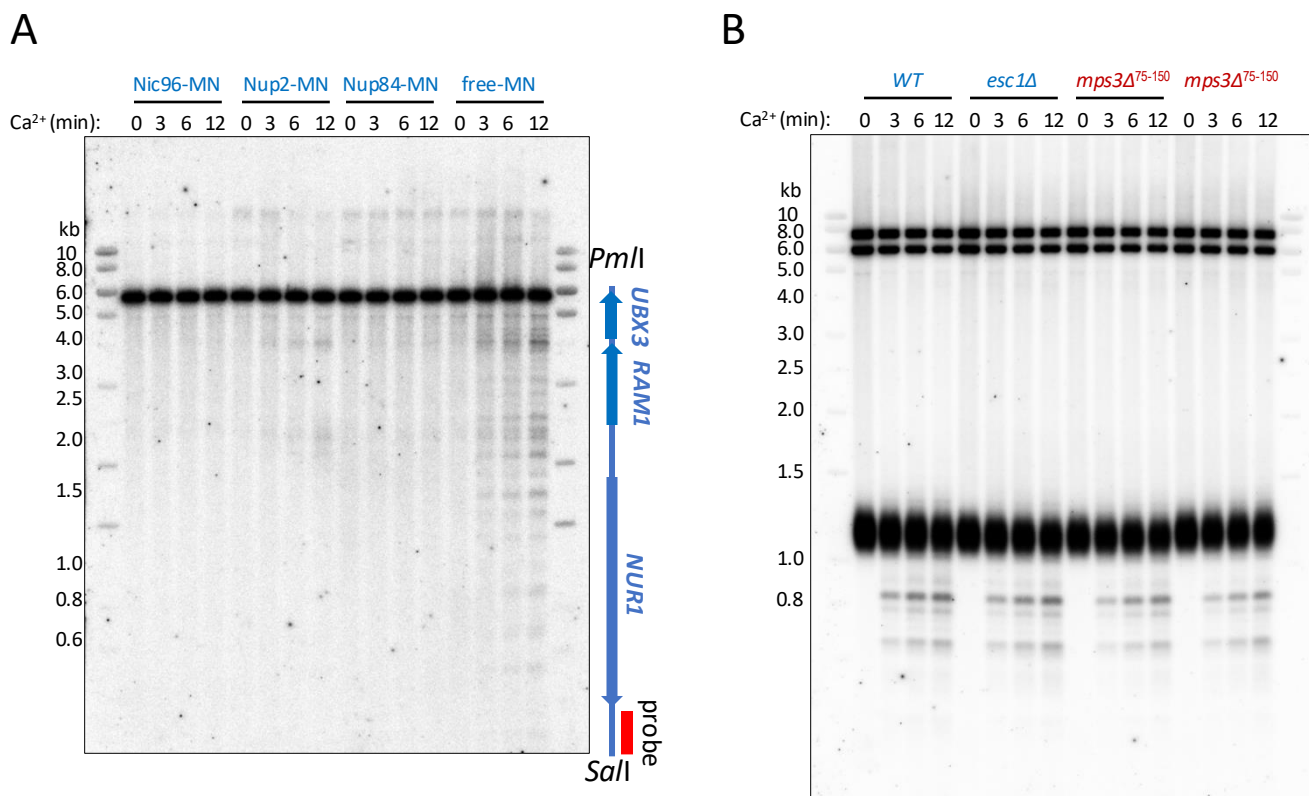 A
Nic96-MN Nup2-MN Nup84-MN free-MN
Ca²⁺ (min): 0 3 6 12 0 3 6 12 0 3 6 12 0 3 6 12
kb
10
8.0
6.0
5.0
4.0
3.0
2.5
2.0
1.5
1.0
0.8
0.6
PmlI
UBX3
RAM1
NUR1
probe
SalI
B
WT esc1Δ mps3Δ⁷⁵⁻¹⁵⁰ mps3Δ⁷⁵⁻¹⁵⁰
Ca²⁺ (min): 0 3 6 12 0 3 6 12 0 3 6 12 0 3 6 12
kb
10
8.0
6.0
5.0
4.0
3.0
2.5
2.0
1.5
1.0
0.8